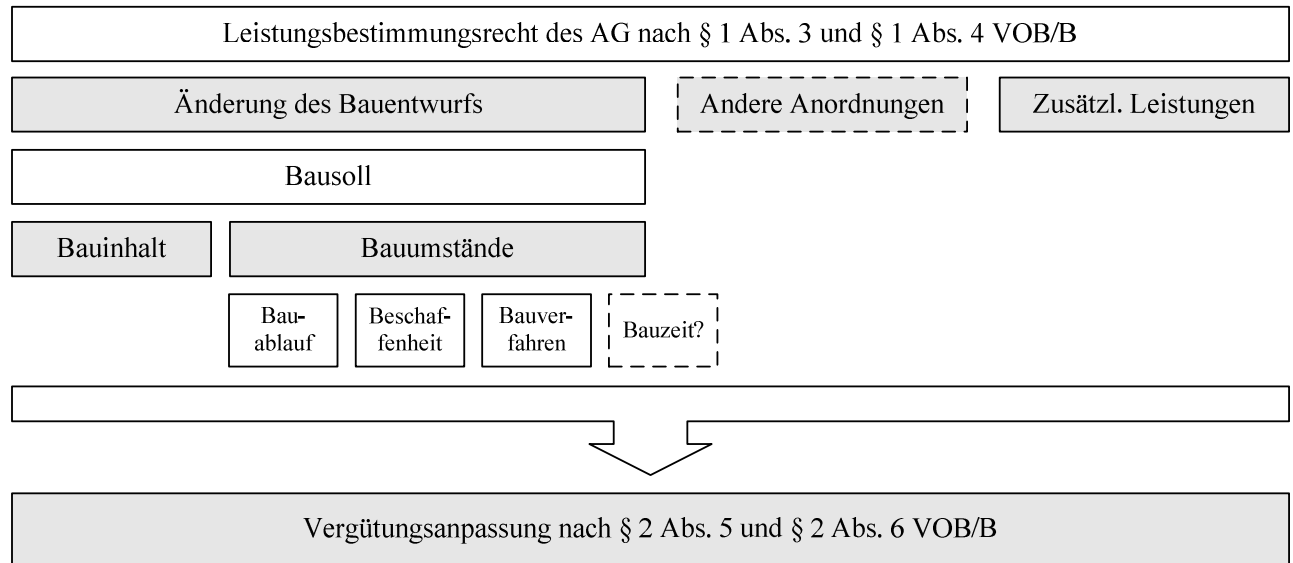 Leistungsbestimmungsrecht des AG nach § 1 Abs. 3 und § 1 Abs. 4 VOB/B
Änderung des Bauentwurfs
Andere Anordnungen
Zusätzl. Leistungen
Bausoll
Bauinhalt
Bauumstände
Bau-
ablauf
Beschaf-
fenheit
Bauver-
fahren
Bauzeit?
Vergütungsanpassung nach § 2 Abs. 5 und § 2 Abs. 6 VOB/B